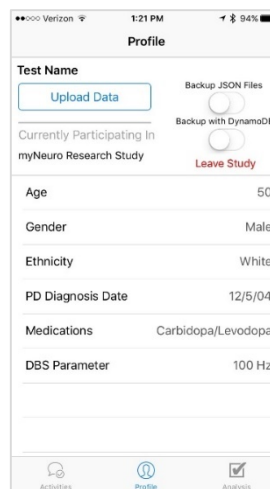 Verizon 1:21 PM 94%
Profile
Test Name
Upload Data
Backup JSON Files
Backup with DynamoDB
Currently Participating In
myNeuro Research Study
Leave Study
Age 50
Gender Male
Ethnicity White
PD Diagnosis Date 12/5/04
Medications Carbidopa/Levodopa
DBS Parameter 100 Hz
Activities Profile Analysis